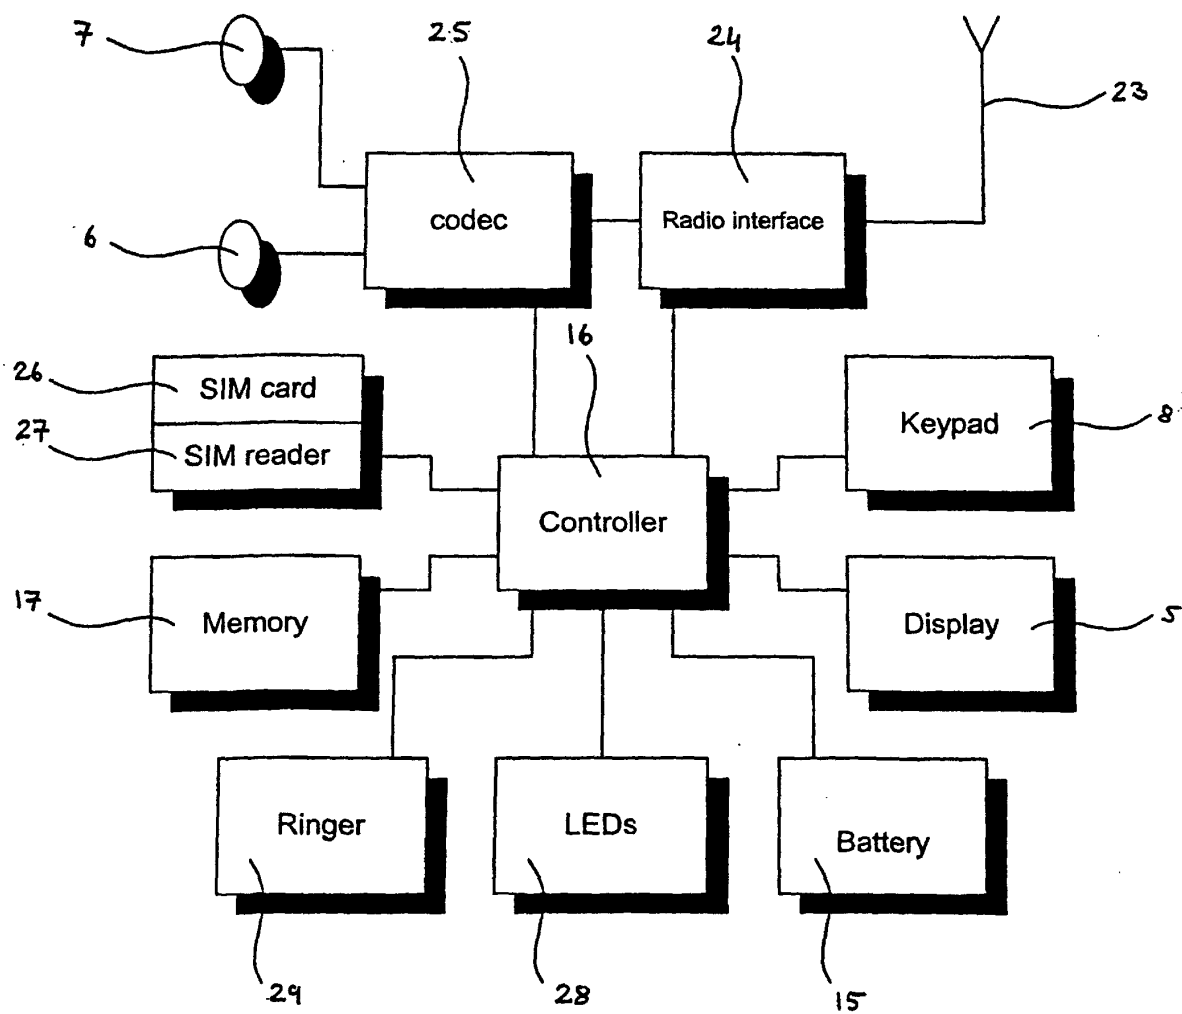 7
25
24
23
codec
Radio interface
6
16
26
SIM card
27
SIM reader
Keypad
8
Controller
17
Memory
Display
5
Ringer
LEDs
Battery
29
28
15